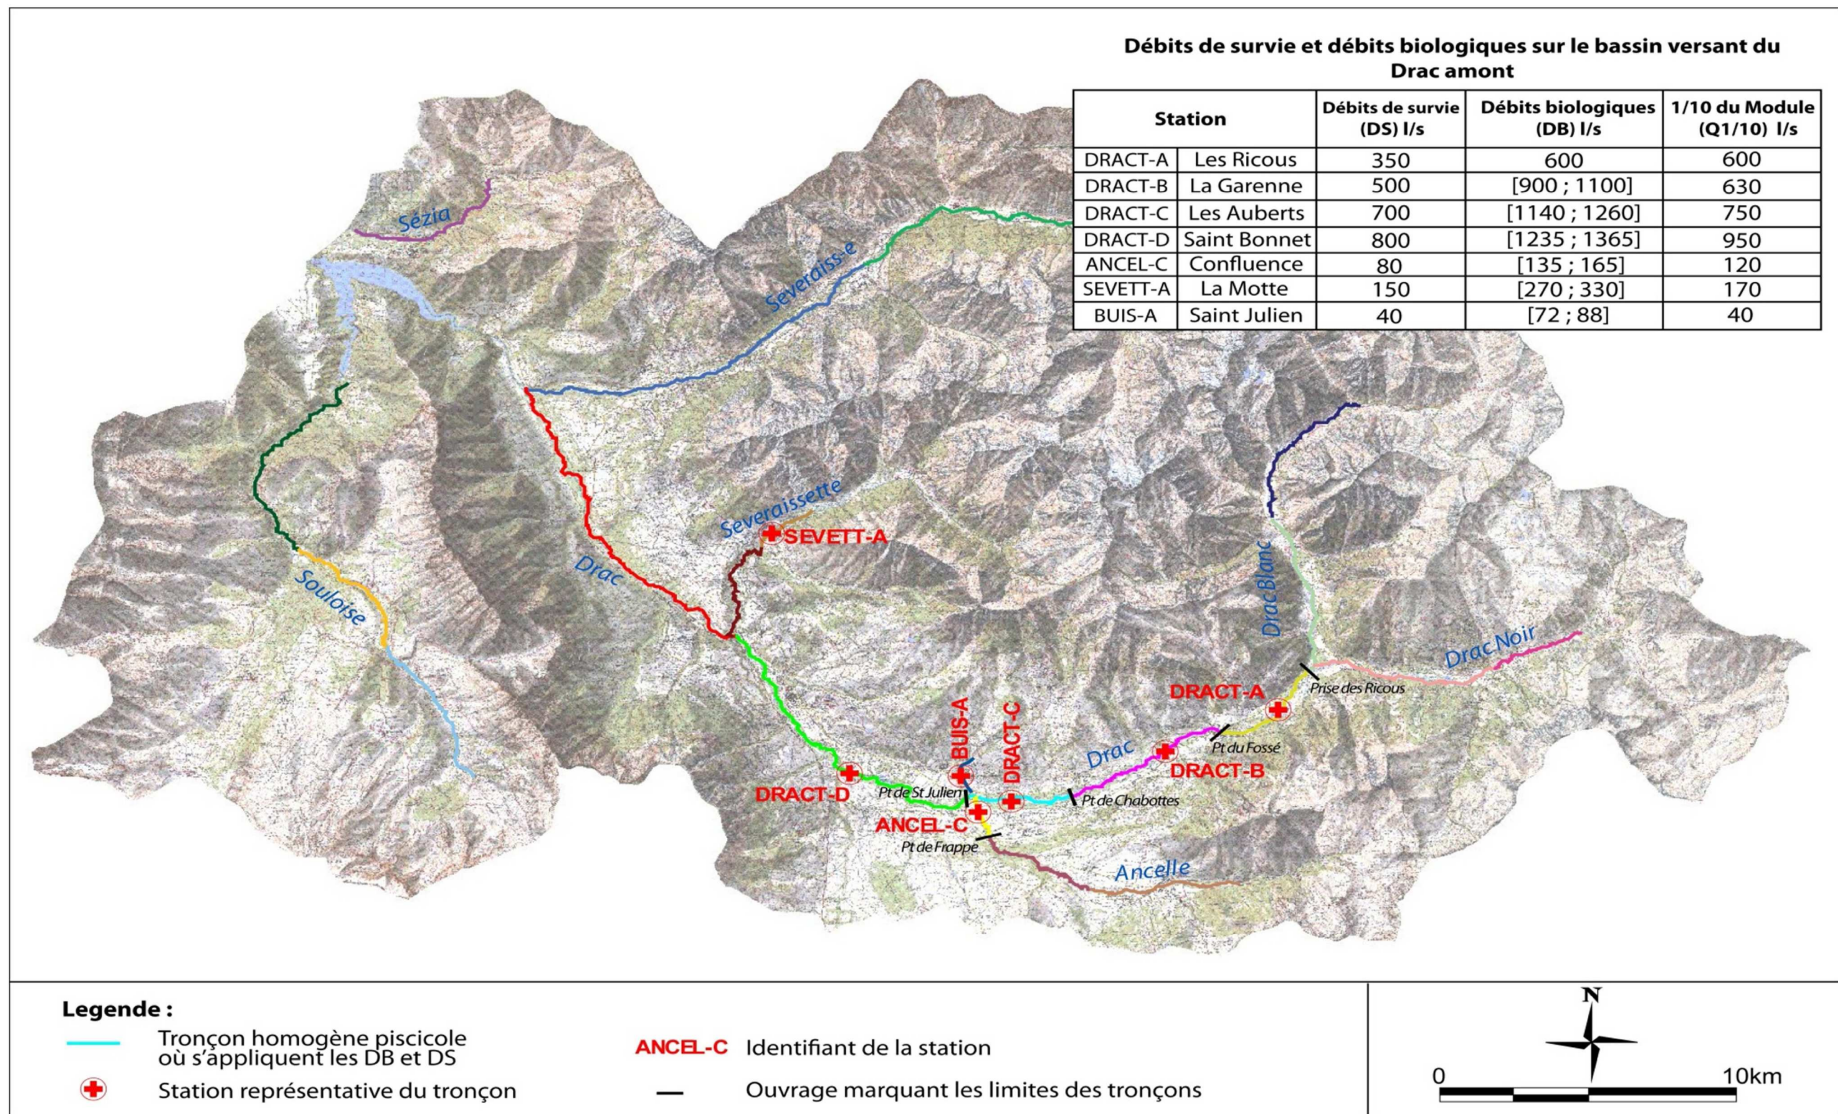 Débits de survie et débits biologiques sur le bassin versant du
Drac amont
Station | Débits de survie (DS) l/s | Débits biologiques (DB) l/s | 1/10 du Module (Q1/10) l/s
DRACT-A | Les Ricous | 350 | 600 | 600
DRACT-B | La Garenne | 500 | [900 ; 1100] | 630
DRACT-C | Les Auberts | 700 | [1140 ; 1260] | 750
DRACT-D | Saint Bonnet | 800 | [1235 ; 1365] | 950
ANCEL-C | Confluence | 80 | [135 ; 165] | 120
SEVETT-A | La Motte | 150 | [270 ; 330] | 170
BUIS-A | Saint Julien | 40 | [72 ; 88] | 40
Sézia
Severaiss-e
Severaissette
SEVETT-A
Drac
Souloise
Drac Blanc
Drac Noir
DRACT-A
Prise des Ricous
Pt du Fossé
Drac
DRACT-B
BUIS-A
DRACT-C
DRACT-D
Pt de St Julien
Pt de Chabottes
ANCEL-C
Pt de Frappe
Ancelle
Legende :
Tronçon homogène piscicole
où s'appliquent les DB et DS
Station représentative du tronçon
ANCEL-C Identifiant de la station
Ouvrage marquant les limites des tronçons
N
0 10km